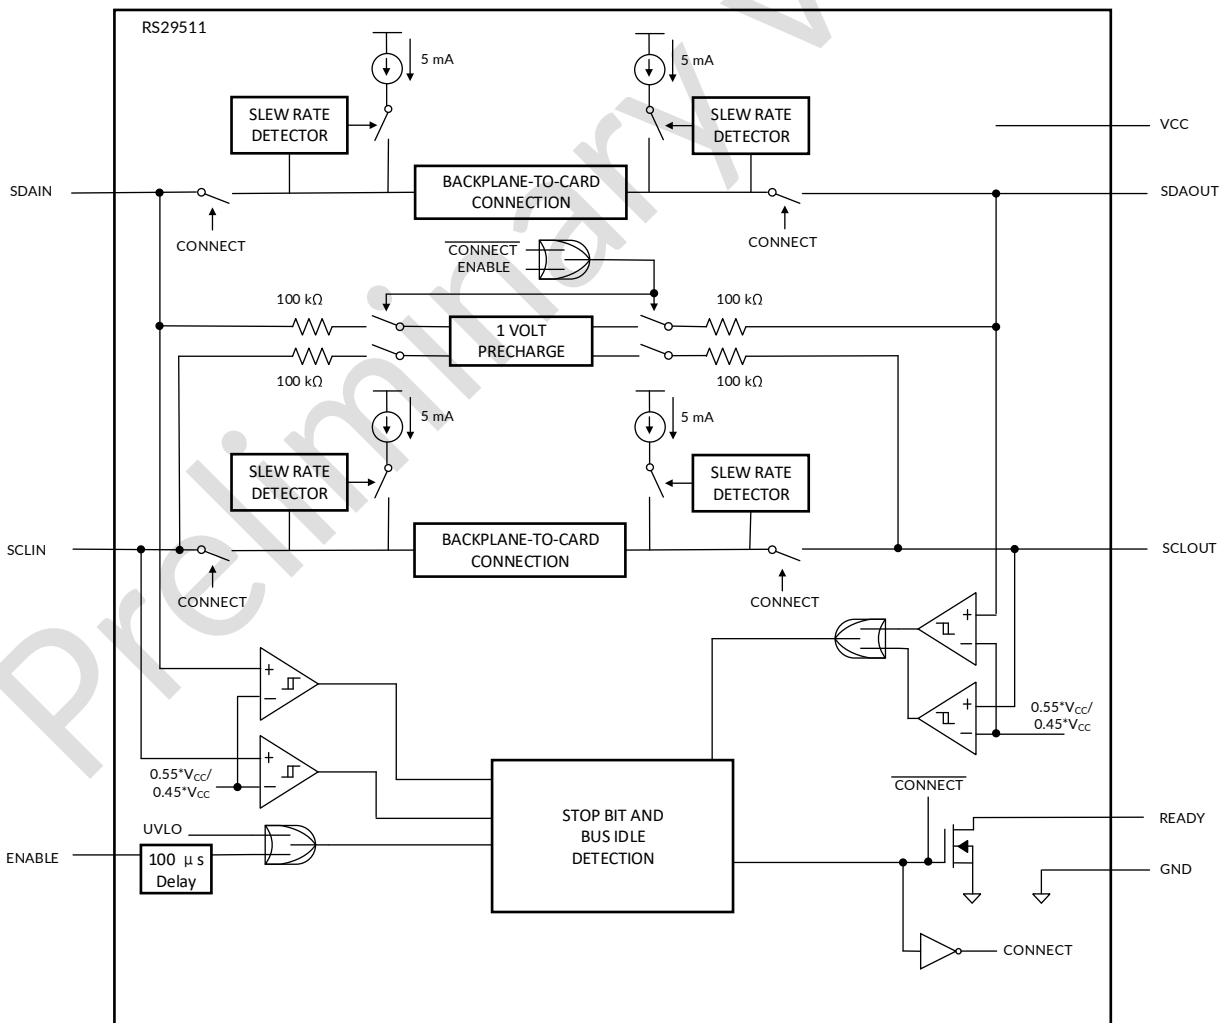 RS29511
5 mA
5 mA
SLEW RATE
DETECTOR
SLEW RATE
DETECTOR
VCC
SDAIN
BACKPLANE-TO-CARD
CONNECTION
SDAOUT
CONNECT
CONNECT
CONNECT
ENABLE
100 kΩ
100 kΩ
1 VOLT
PRECHARGE
100 kΩ
100 kΩ
5 mA
5 mA
SLEW RATE
DETECTOR
SLEW RATE
DETECTOR
SCLIN
BACKPLANE-TO-CARD
CONNECTION
SCLOUT
CONNECT
CONNECT
+
−
+
−
+
−
+
−
0.55*VCC/
0.45*VCC
0.55*VCC/
0.45*VCC
STOP BIT AND
BUS IDLE
DETECTION
CONNECT
UVLO
READY
ENABLE
100 μ s
Delay
GND
CONNECT
Preliminary v